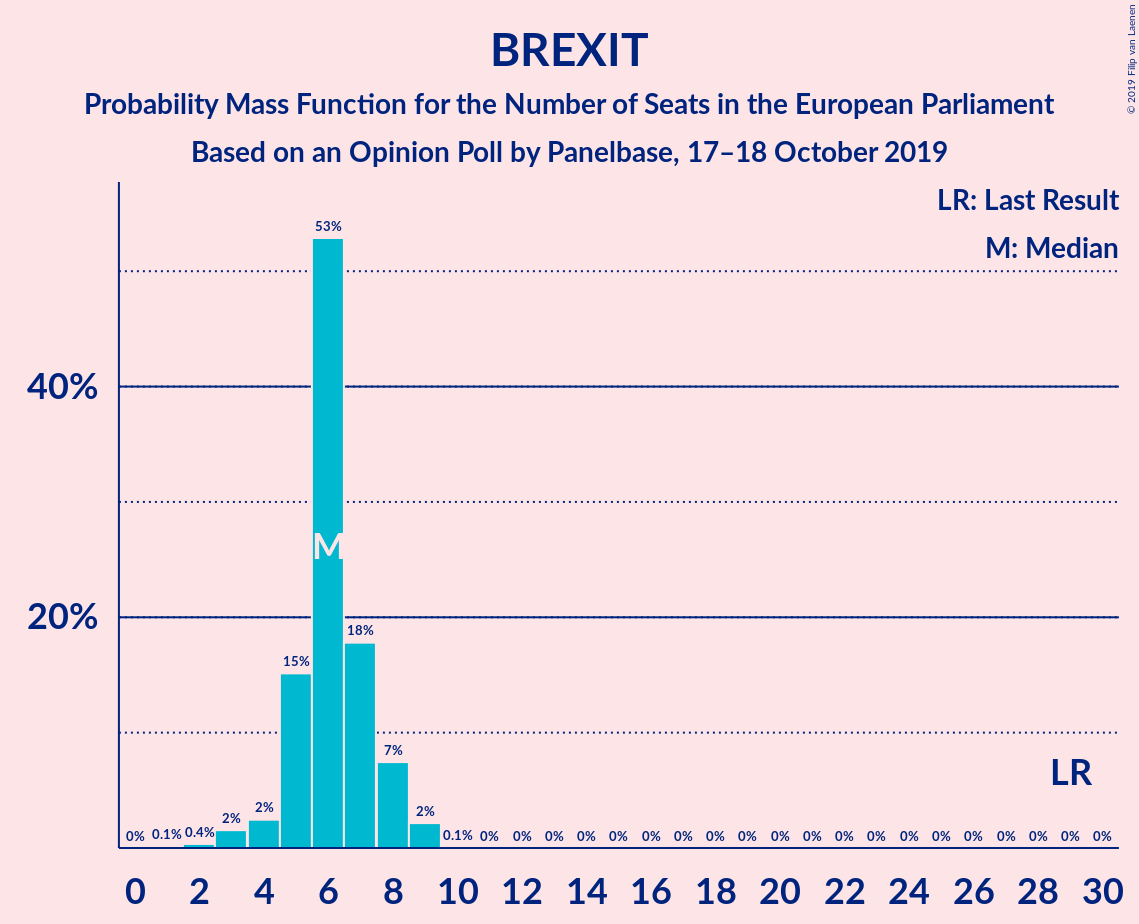 BREXIT
Probability Mass Function for the Number of Seats in the European Parliament
Based on an Opinion Poll by Panelbase, 17–18 October 2019
© 2019 Filip van Laenen
LR: Last Result
M: Median
53%
40%
M
20%
18%
15%
7%
LR
2%
2%
2%
0% 0.1% 0.4% 0.1% 0% 0% 0% 0% 0% 0% 0% 0% 0% 0% 0% 0% 0% 0% 0% 0% 0% 0% 0% 0%
0 2 4 6 8 10 12 14 16 18 20 22 24 26 28 30